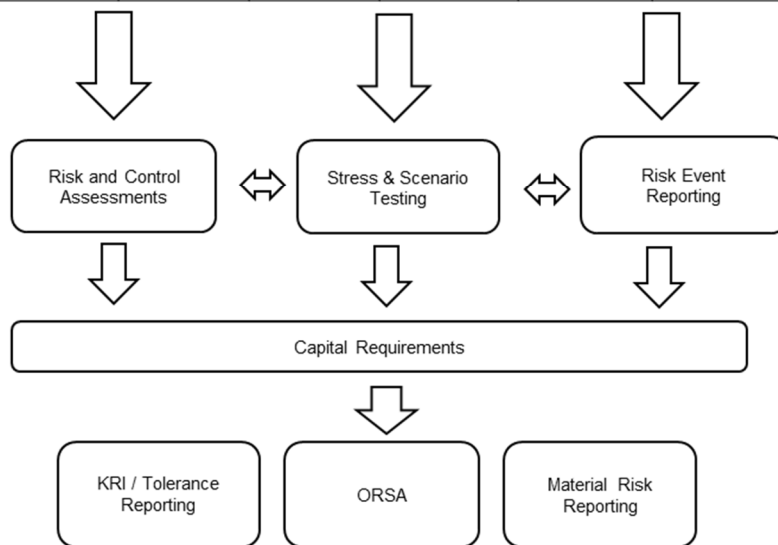 Risk and Control
Assessments
Stress & Scenario
Testing
Risk Event
Reporting
Capital Requirements
KRI / Tolerance
Reporting
ORSA
Material Risk
Reporting